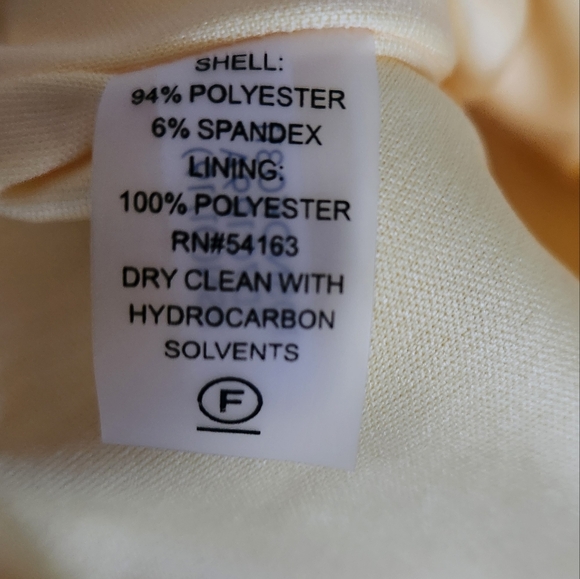 SHELL:
94% POLYESTER
6% SPANDEX
LINING:
100% POLYESTER
RN#54163
DRY CLEAN WITH
HYDROCARBON
SOLVENTS
F